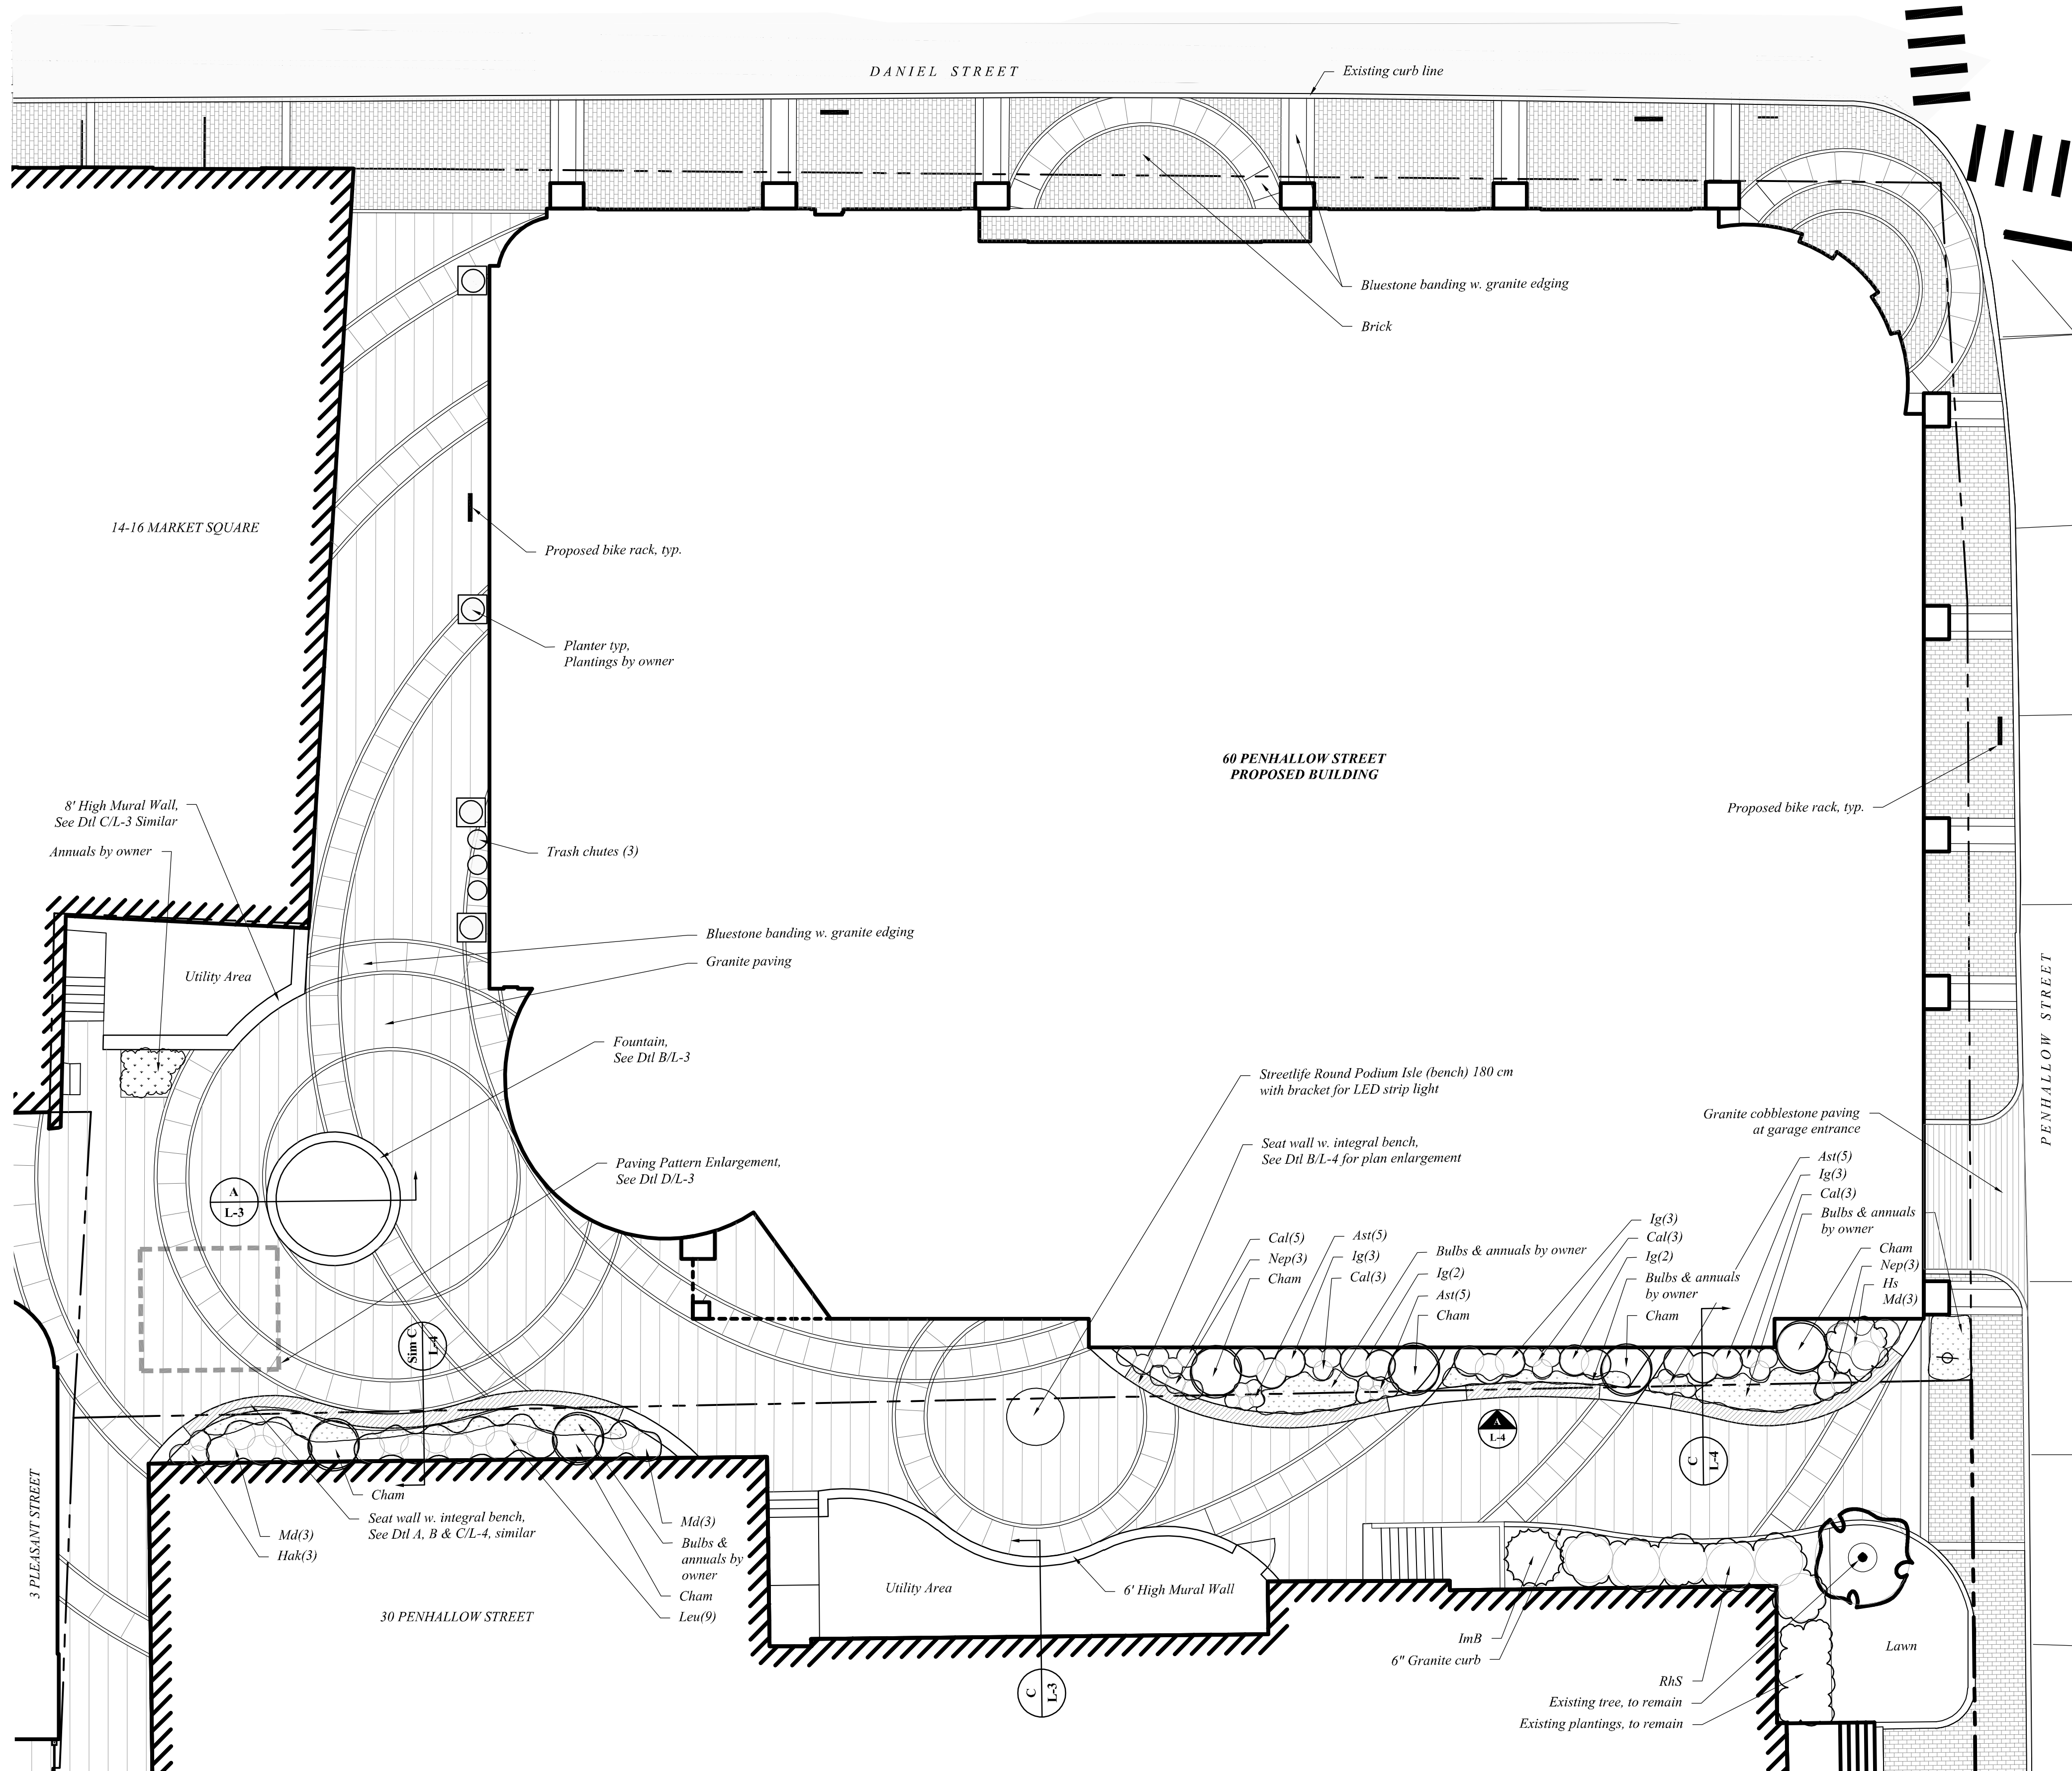 DANIEL STREET
Existing curb line
Bluestone banding w. granite edging
Brick
14-16 MARKET SQUARE
Proposed bike rack, typ.
Planter typ,
Plantings by owner
60 PENHALLOW STREET
PROPOSED BUILDING
Proposed bike rack, typ.
8' High Mural Wall,
See Dtl C/L-3 Similar
Annuals by owner
Trash chutes (3)
Bluestone banding w. granite edging
Granite paving
Utility Area
Fountain,
See Dtl B/L-3
PENHALLOW STREET
Streetlife Round Podium Isle (bench) 180 cm
with bracket for LED strip light
Granite cobblestone paving
at garage entrance
Seat wall w. integral bench,
See Dtl B/L-4 for plan enlargement
Paving Pattern Enlargement,
See Dtl D/L-3
A
L-3
Ast(5)
Ig(3)
Cal(3)
Bulbs & annuals
by owner
Cham
Nep(3)
Hs
Md(3)
Ig(3)
Cal(3)
Ig(2)
Bulbs & annuals
by owner
Cham
Cal(5)
Nep(3)
Cham
Ast(5)
Ig(3)
Cal(3)
Bulbs & annuals by owner
Ig(2)
Ast(5)
Cham
Sim C
L-4
A
L-4
C
L-4
Cham
Seat wall w. integral bench,
See Dtl A, B & C/L-4, similar
Md(3)
Hak(3)
Md(3)
Bulbs &
annuals by
owner
Cham
Leu(9)
3 PLEASANT STREET
30 PENHALLOW STREET
Utility Area
6' High Mural Wall
C
L-3
ImB
6" Granite curb
RhS
Existing tree, to remain
Existing plantings, to remain
Lawn